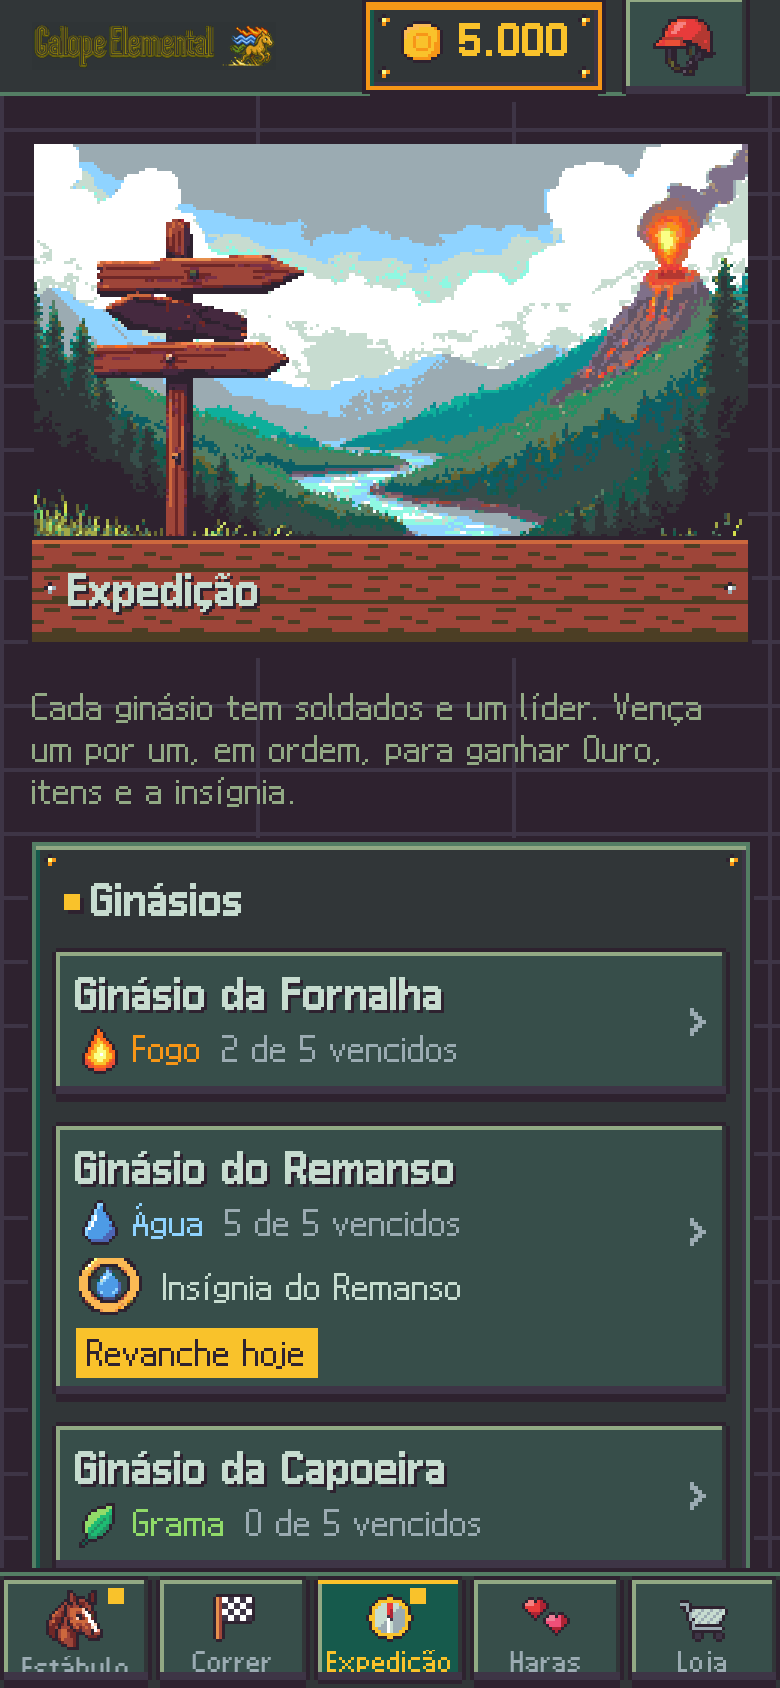 Galope Elemental
5.000
Expedição
Cada ginásio tem soldados e um líder. Vença
um por um, em ordem, para ganhar Ouro,
itens e a insígnia.
Ginásios
Ginásio da Fornalha
Fogo 2 de 5 vencidos
Ginásio do Remanso
Água 5 de 5 vencidos
Insígnia do Remanso
Revanche hoje
Ginásio da Capoeira
Grama 0 de 5 vencidos
Estábulo Correr Expedição Haras Loja